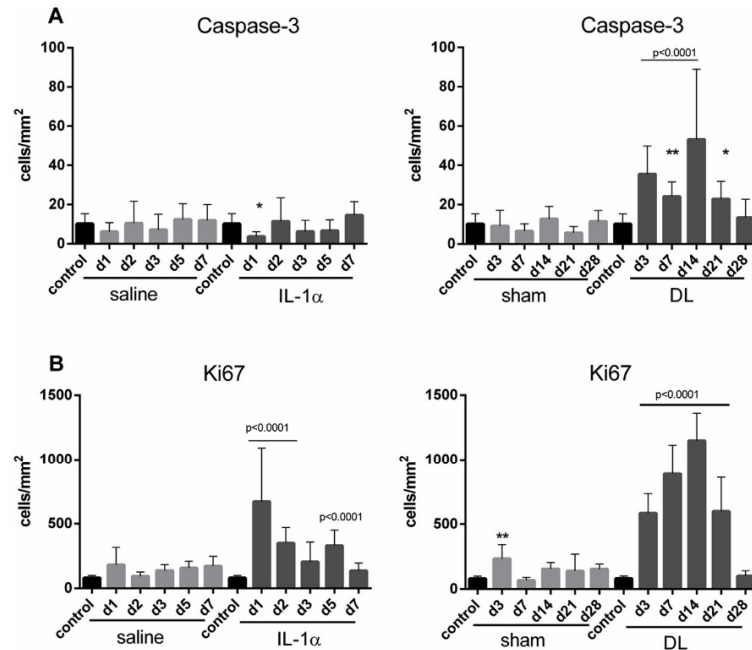 A
Caspase-3
cells/mm²
100
80
60
40
20
0
*
control d1 d2 d3 d5 d7 control d1 d2 d3 d5 d7
saline IL-1α
Caspase-3
p<0.0001
cells/mm²
100
80
60
40
20
0
** *
control d3 d7 d14 d21 d28 control d3 d7 d14 d21 d28
sham DL
B
Ki67
cells/mm²
1500
1000
500
0
p<0.0001
p<0.0001
control d1 d2 d3 d5 d7 control d1 d2 d3 d5 d7
saline IL-1α
Ki67
p<0.0001
cells/mm²
1500
1000
500
0
**
control d3 d7 d14 d21 d28 control d3 d7 d14 d21 d28
sham DL